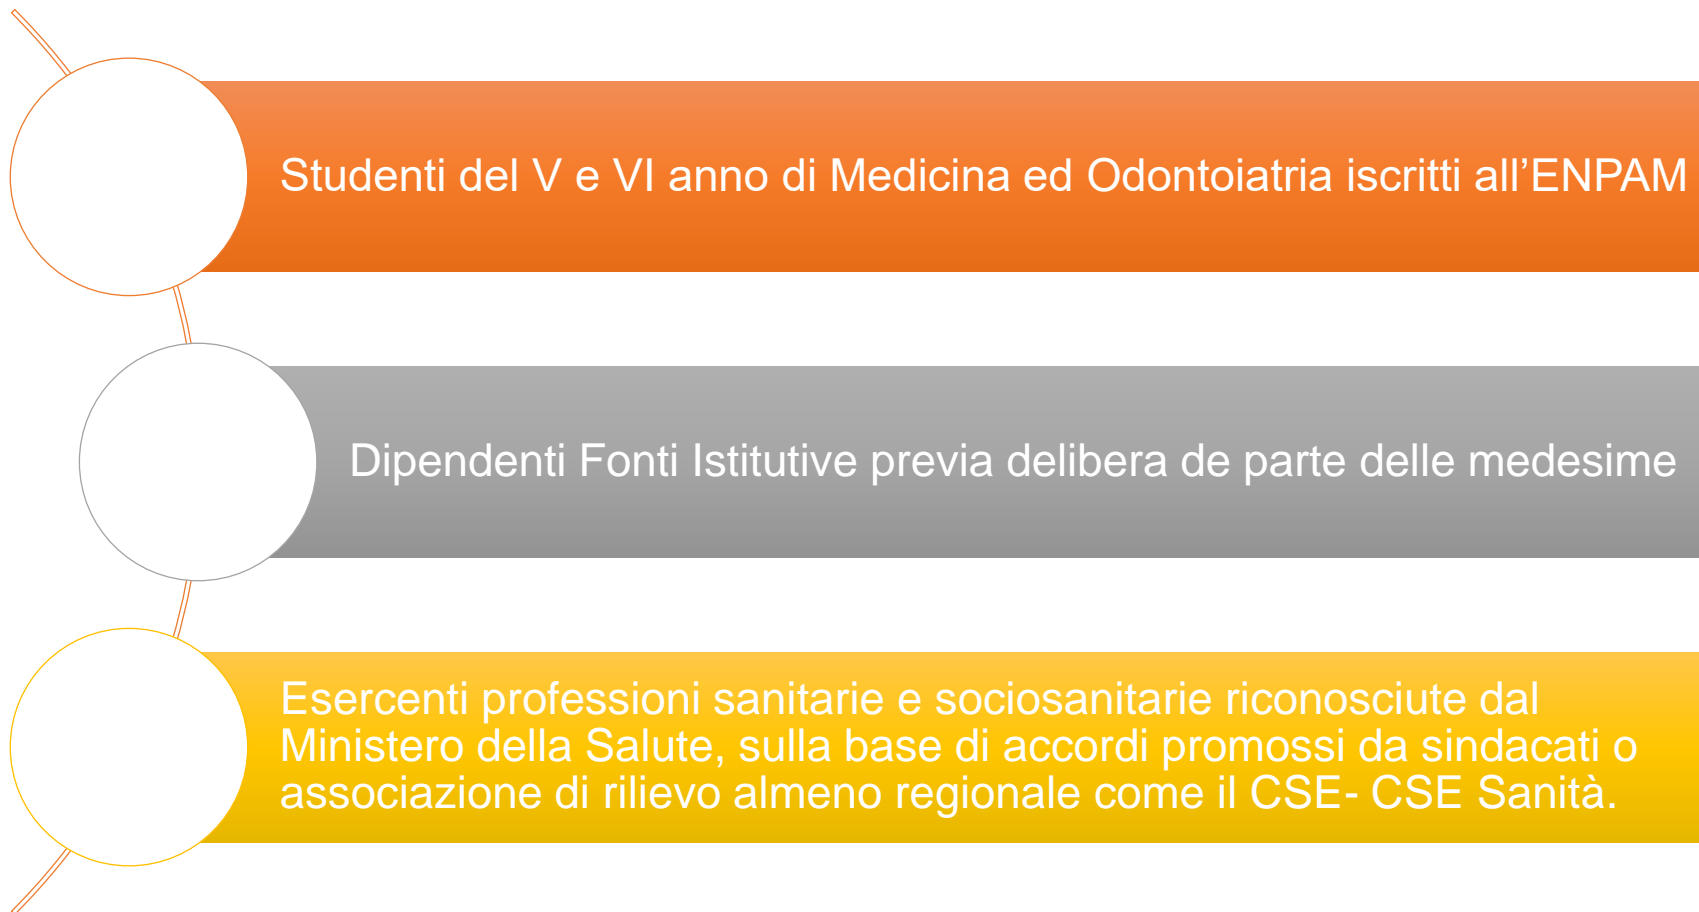 Studenti del V e VI anno di Medicina ed Odontoiatria iscritti all’ENPAM
Dipendenti Fonti Istitutive previa delibera de parte delle medesime
Esercenti professioni sanitarie e sociosanitarie riconosciute dal
Ministero della Salute, sulla base di accordi promossi da sindacati o
associazione di rilievo almeno regionale come il CSE- CSE Sanità.